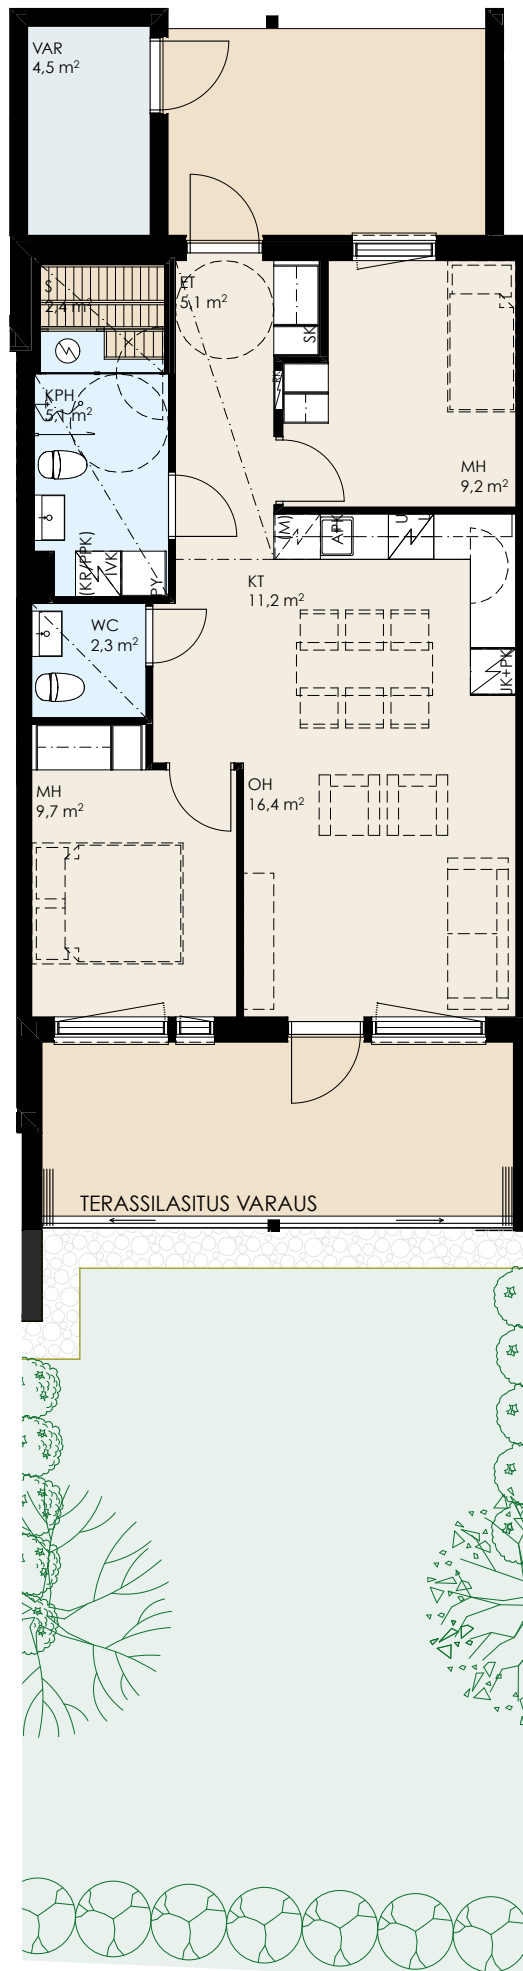 VAR
4,5 m²
S
2,4 m²
ET
5,1 m²
SK
KPH
5,1 m²
MH
9,2 m²
(M)
APK
U
L
(KR/PPK)
IVK
PY
KT
11,2 m²
JK+PK
WC
2,3 m²
MH
9,7 m²
OH
16,4 m²
TERASSILASITUS VARAUS